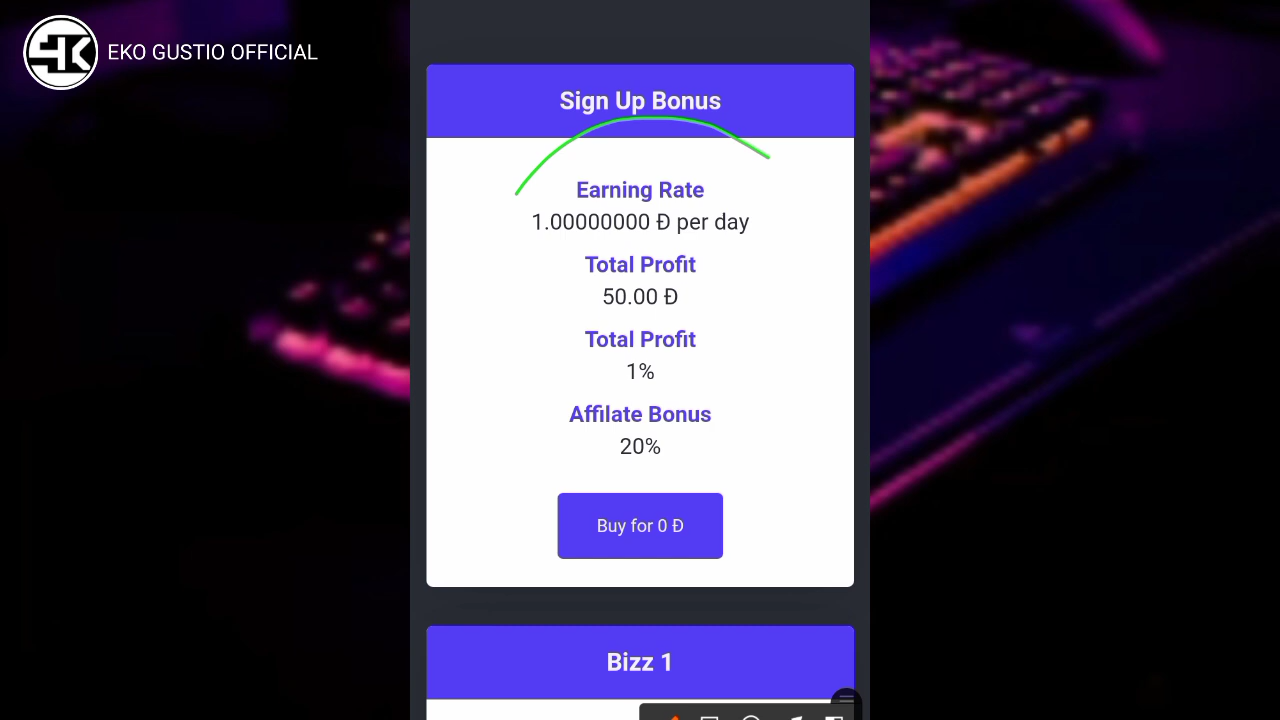 EKO GUSTIO OFFICIAL
Sign Up Bonus
Earning Rate
1.00000000 Đ per day
Total Profit
50.00 Đ
Total Profit
1%
Affilate Bonus
20%
Buy for 0 Đ
Bizz 1